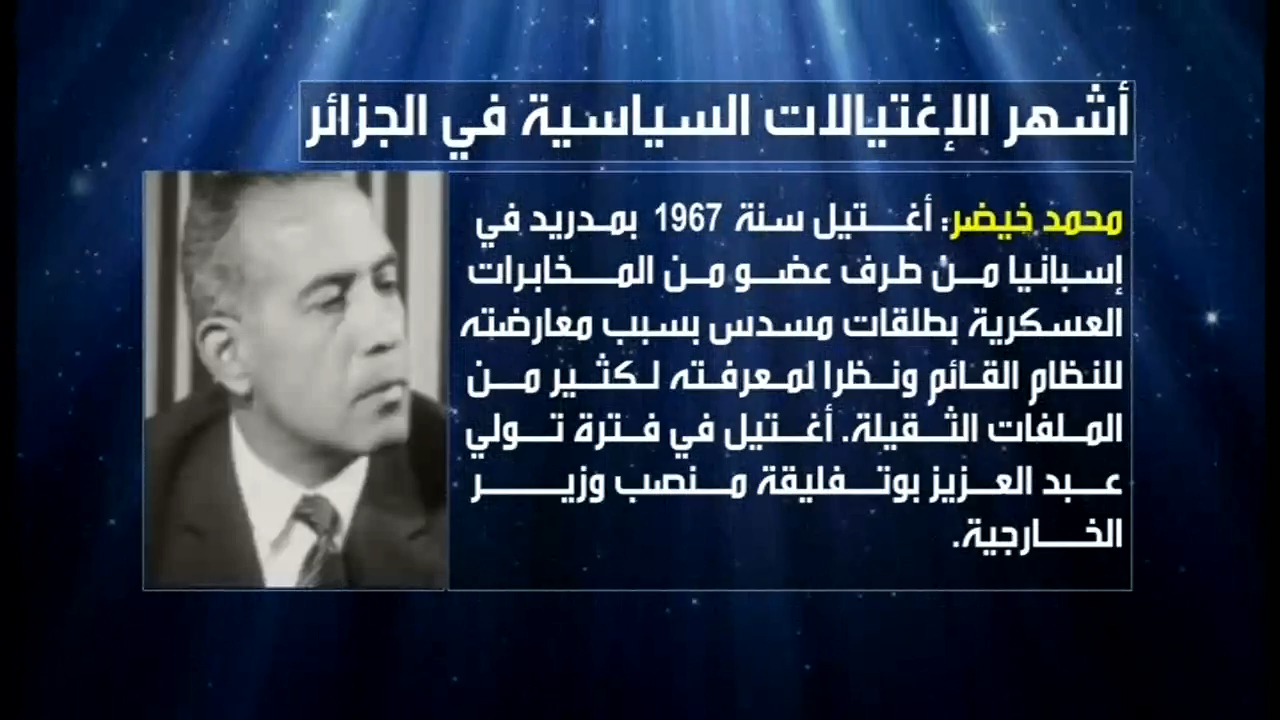 أشهر الإغتيالات السياسية في الجزائر
محمد خيضر: أغتيل سنة 1967 بمدريد في
إسبانيا من طرف عضو من المخابرات
العسكرية بطلقات مسدس بسبب معارضته
للنظام القائم ونظرا لمعرفته لكثير من
الملفات الثقيلة. أغتيل في فترة تولي
عبد العزيز بوتفليقة منصب وزير
الخارجية.